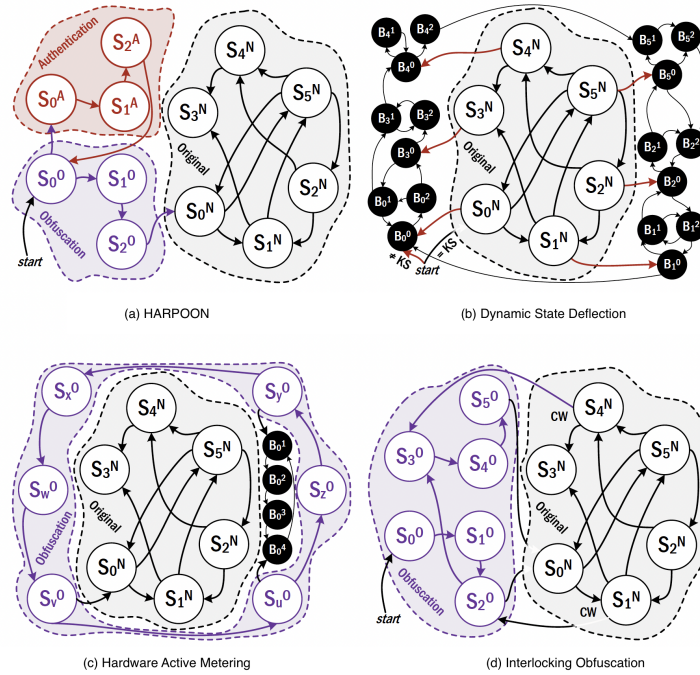 Authentication
S2A
S0A
S1A
S0O
S1O
S2O
Obfuscation
start
S4N
S3N
S5N
Original
S2N
S0N
S1N
(a) HARPOON
B41
B42
B40
B31
B32
B30
B01
B02
B00
≠ KS
start
= KS
S4N
S3N
S5N
Original
S2N
S0N
S1N
B51
B52
B50
B21
B22
B20
B11
B12
B10
(b) Dynamic State Deflection
SxO
SyO
SwO
SzO
SvO
SuO
Obfuscation
S4N
S3N
S5N
Original
S2N
S0N
S1N
B01
B02
B03
B04
(c) Hardware Active Metering
S5O
S3O
S4O
S0O
S1O
S2O
Obfuscation
start
CW
S4N
S3N
S5N
Original
S2N
S0N
CW
S1N
(d) Interlocking Obfuscation